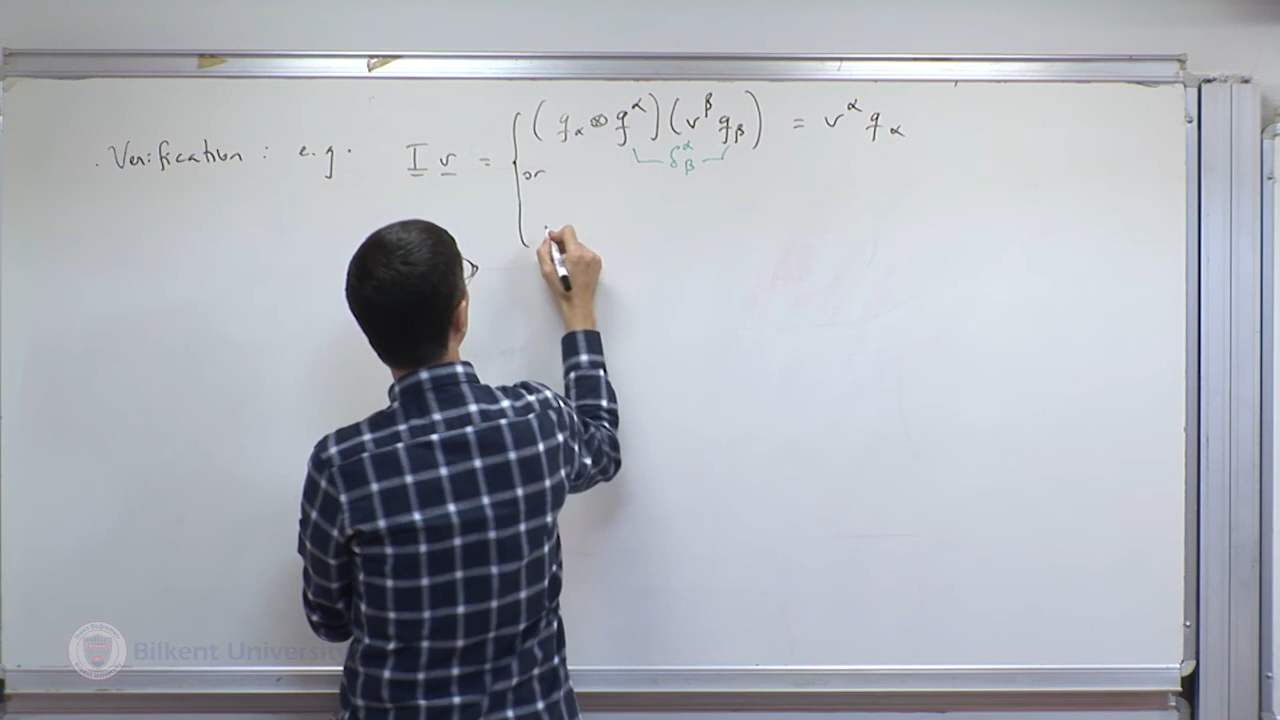 . Verification : e.g. I v = { ( g_α ⊗ g^α ) ( v^β g_β ) = v^α g_α
δ^α_β
or
Bilkent University